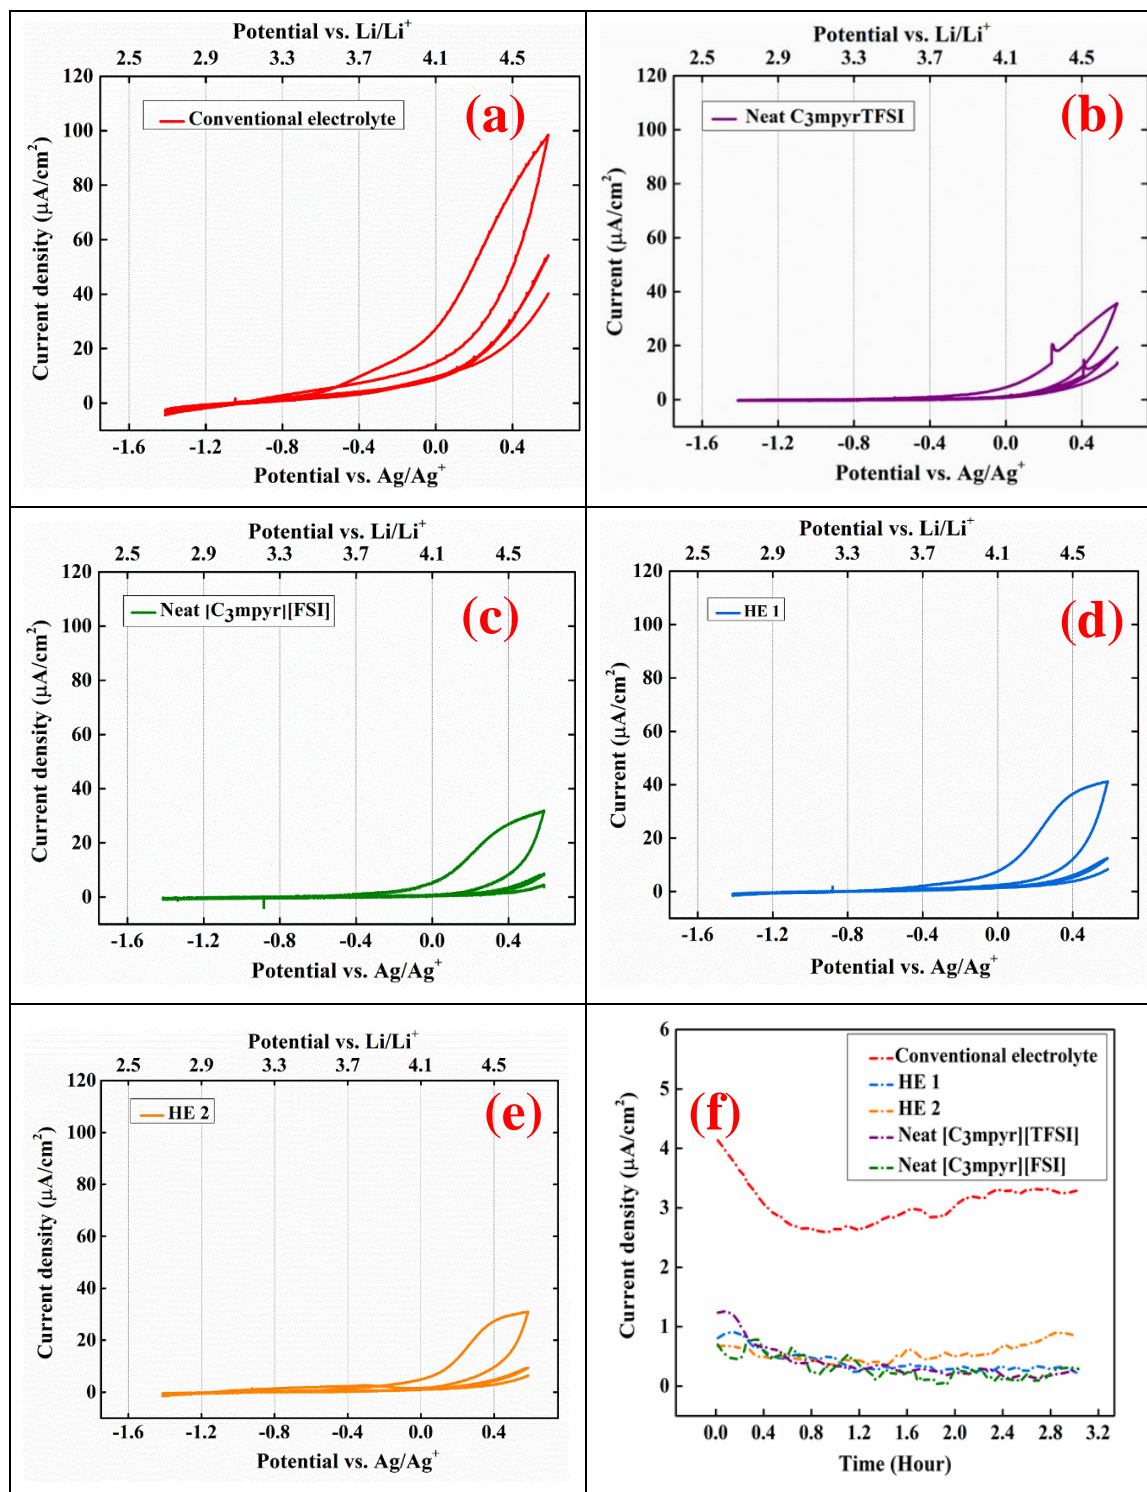 Potential vs. Li/Li+
2.5 2.9 3.3 3.7 4.1 4.5
120
100
80
60
40
20
0
Current density (µA/cm2)
Conventional electrolyte
(a)
-1.6 -1.2 -0.8 -0.4 0.0 0.4
Potential vs. Ag/Ag+
Potential vs. Li/Li+
2.5 2.9 3.3 3.7 4.1 4.5
120
100
80
60
40
20
0
Current (µA/cm2)
Neat C3mpyrTFSI
(b)
-1.6 -1.2 -0.8 -0.4 0.0 0.4
Potential vs. Ag/Ag+
Potential vs. Li/Li+
2.5 2.9 3.3 3.7 4.1 4.5
120
100
80
60
40
20
0
Current density (µA/cm2)
Neat [C3mpyr][FSI]
(c)
-1.6 -1.2 -0.8 -0.4 0.0 0.4
Potential vs. Ag/Ag+
Potential vs. Li/Li+
2.5 2.9 3.3 3.7 4.1 4.5
120
100
80
60
40
20
0
Current (µA/cm2)
HE 1
(d)
-1.6 -1.2 -0.8 -0.4 0.0 0.4
Potential vs. Ag/Ag+
Potential vs. Li/Li+
2.5 2.9 3.3 3.7 4.1 4.5
120
100
80
60
40
20
0
Current density (µA/cm2)
HE 2
(e)
-1.6 -1.2 -0.8 -0.4 0.0 0.4
Potential vs. Ag/Ag+
6
5
4
3
2
1
0
Current density (µA/cm2)
Conventional electrolyte
HE 1
HE 2
Neat [C3mpyr][TFSI]
Neat [C3mpyr][FSI]
(f)
0.0 0.4 0.8 1.2 1.6 2.0 2.4 2.8 3.2
Time (Hour)